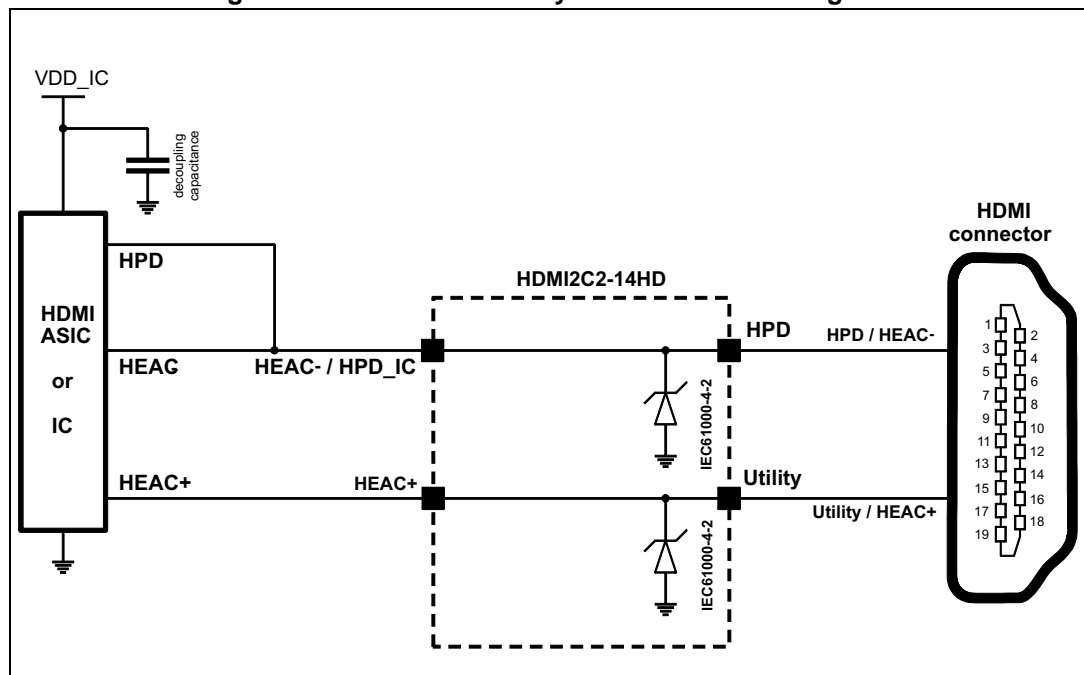 VDD_IC
decoupling
capacitance
HDMI
ASIC
or
IC
HPD
HEAC
HEAC- / HPD_IC
HEAC+
HEAC+
HDMI2C2-14HD
IEC61000-4-2
IEC61000-4-2
HPD
Utility
HPD / HEAC-
Utility / HEAC+
HDMI
connector
1
2
3
4
5
6
7
8
9
10
11
12
13
14
15
16
17
18
19